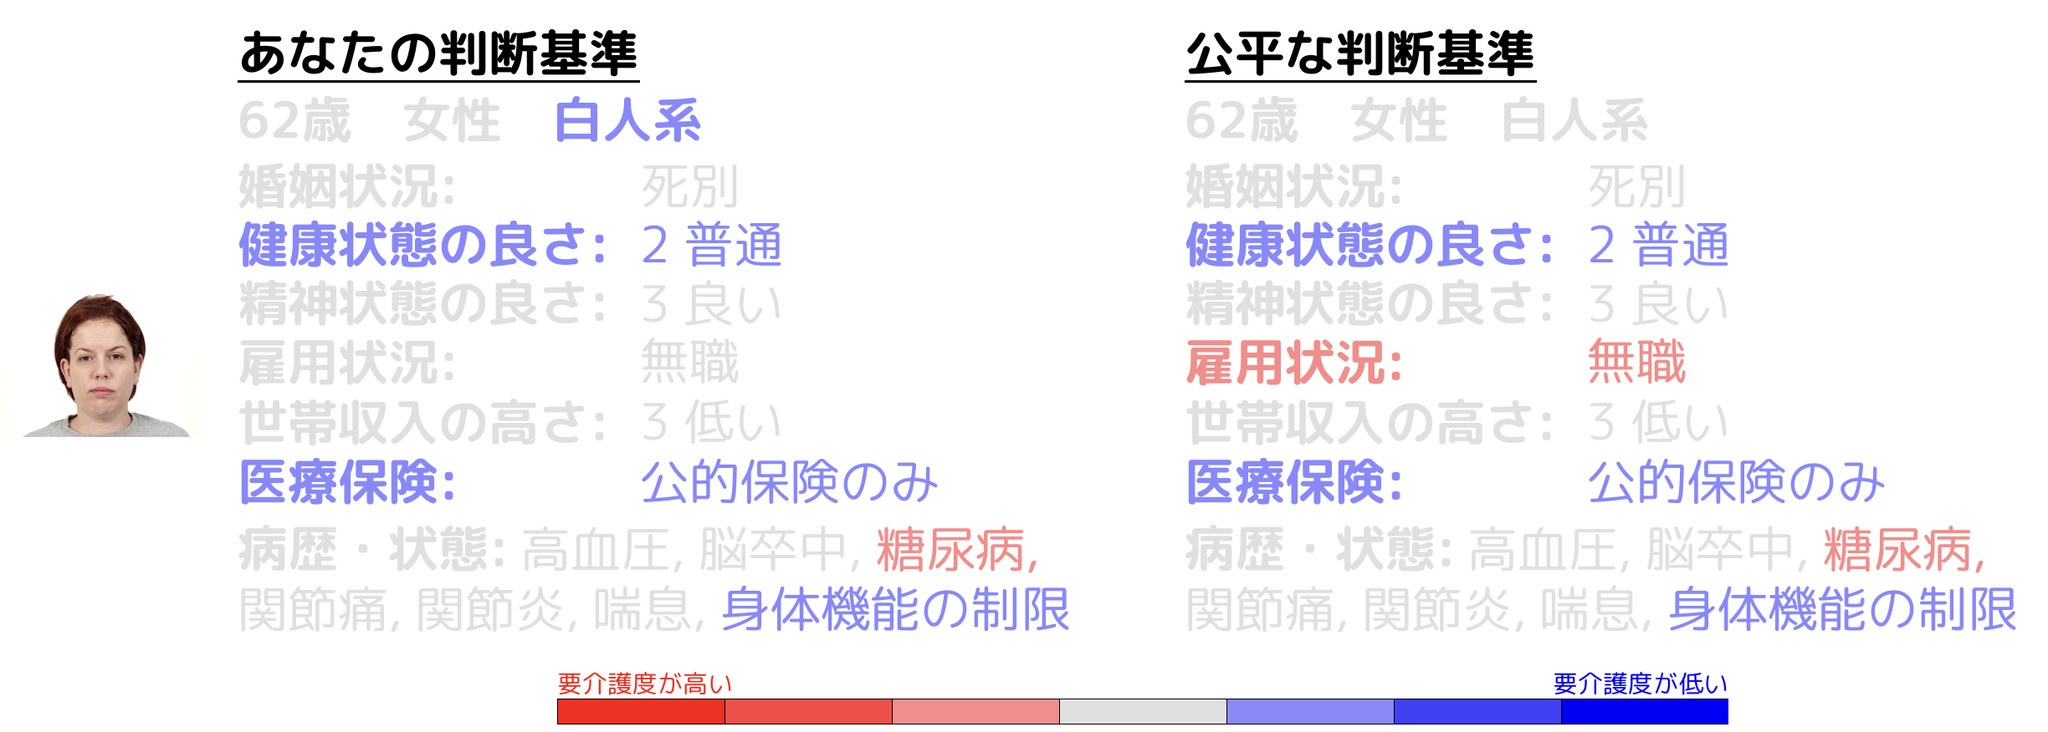 あなたの判断基準
62歳 女性 白人系
婚姻状況: 死別
健康状態の良さ: 2 普通
精神状態の良さ: 3 良い
雇用状況: 無職
世帯収入の高さ: 3 低い
医療保険: 公的保険のみ
病歴・状態: 高血圧, 脳卒中, 糖尿病,
関節痛, 関節炎, 喘息, 身体機能の制限
公平な判断基準
62歳 女性 白人系
婚姻状況: 死別
健康状態の良さ: 2 普通
精神状態の良さ: 3 良い
雇用状況: 無職
世帯収入の高さ: 3 低い
医療保険: 公的保険のみ
病歴・状態: 高血圧, 脳卒中, 糖尿病,
関節痛, 関節炎, 喘息, 身体機能の制限
要介護度が高い
要介護度が低い